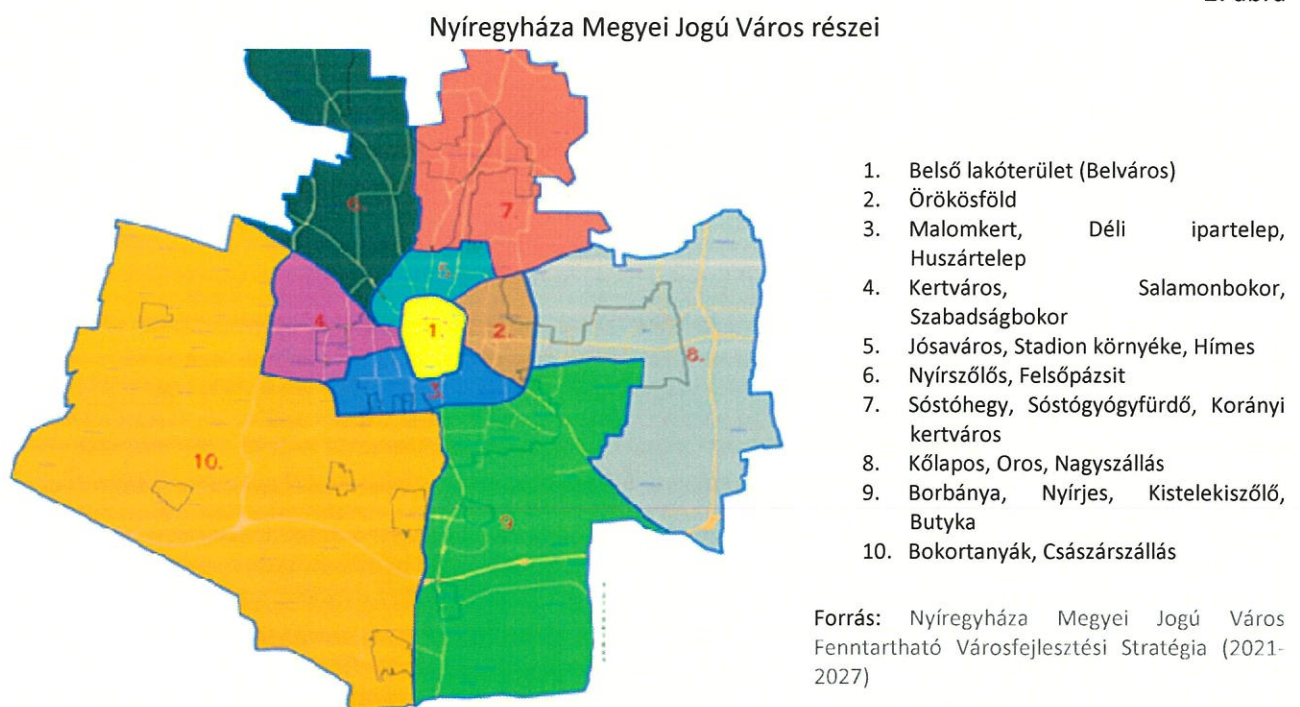 Nyíregyháza Megyei Jogú Város részei
6.
7.
5.
4.
1.
2.
8.
3.
10.
9
1. Belső lakóterület (Belváros)
2. Örökösföld
3. Malomkert, Déli ipartelep,
Huszártelep
4. Kertváros, Salamonbokor,
Szabadságbokor
5. Jósaváros, Stadion környéke, Hímes
6. Nyírszőlős, Felsőpázsit
7. Sóstóhegy, Sóstógyógyfürdő, Korányi
kertváros
8. Kőlapos, Oros, Nagyszállás
9. Borbánya, Nyírjes, Kistelekiszőlő,
Butyka
10. Bokortanyák, Császárszállás
Forrás: Nyíregyháza Megyei Jogú Város
Fenntartható Városfejlesztési Stratégia (2021-
2027)